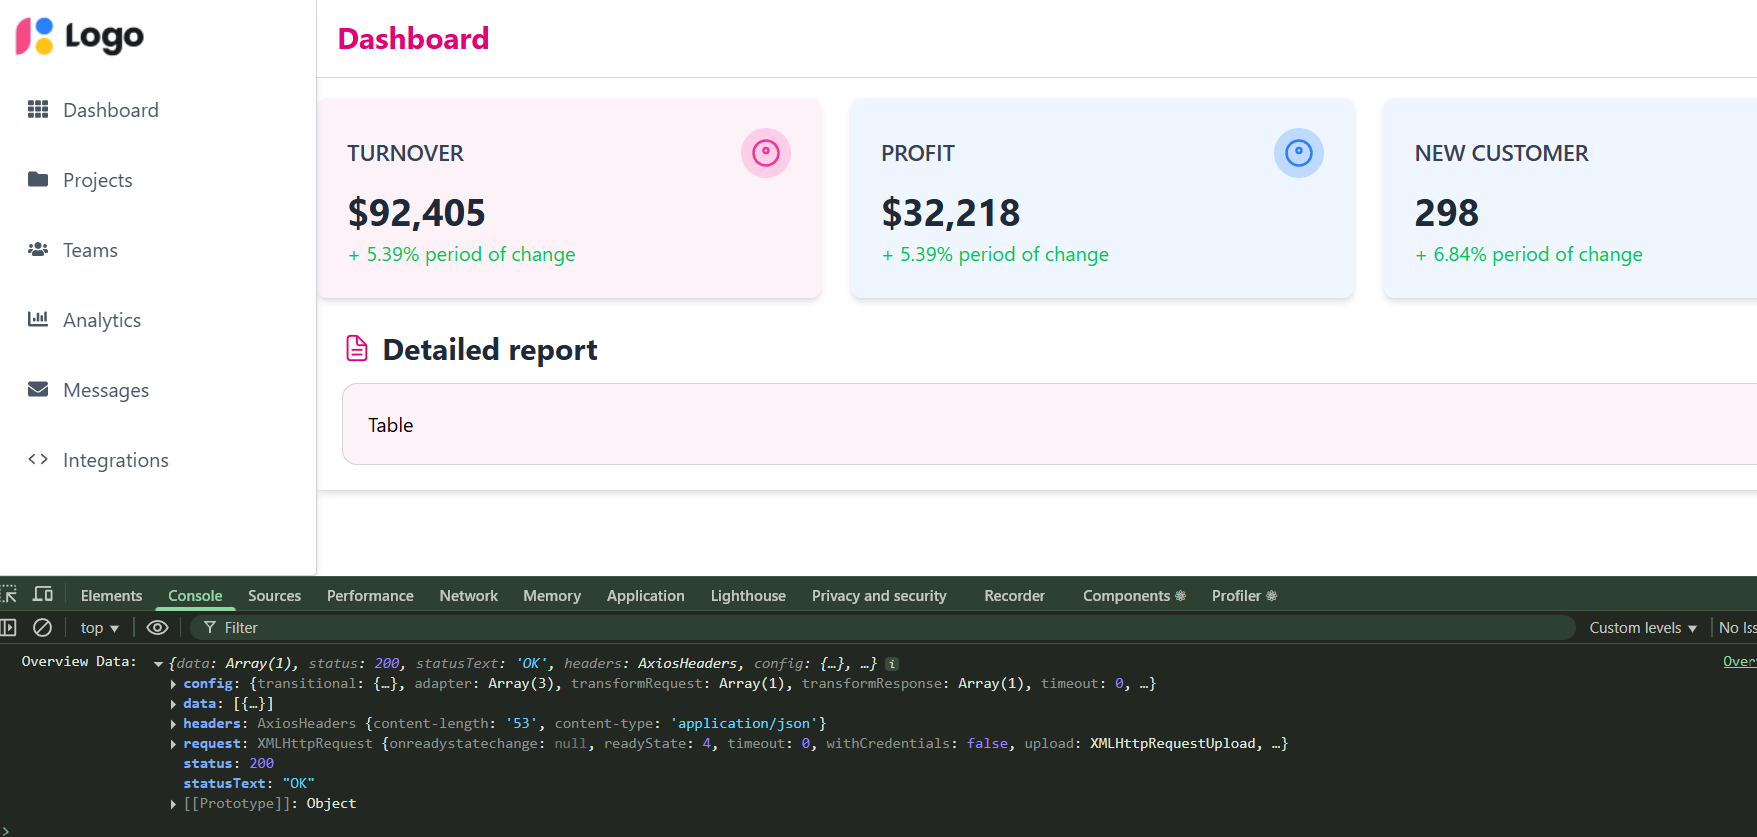 Logo
Dashboard
Dashboard
Projects
Teams
Analytics
Messages
Integrations
TURNOVER
$92,405
+ 5.39% period of change
PROFIT
$32,218
+ 5.39% period of change
NEW CUSTOMER
298
+ 6.84% period of change
Detailed report
Table
Elements Console Sources Performance Network Memory Application Lighthouse Privacy and security Recorder Components Profiler
top Filter Custom levels No Iss
Overview Data: {data: Array(1), status: 200, statusText: 'OK', headers: AxiosHeaders, config: {…}, …} i Over
config: {transitional: {…}, adapter: Array(3), transformRequest: Array(1), transformResponse: Array(1), timeout: 0, …}
data: [{…}]
headers: AxiosHeaders {content-length: '53', content-type: 'application/json'}
request: XMLHttpRequest {onreadystatechange: null, readyState: 4, timeout: 0, withCredentials: false, upload: XMLHttpRequestUpload, …}
status: 200
statusText: "OK"
[[Prototype]]: Object